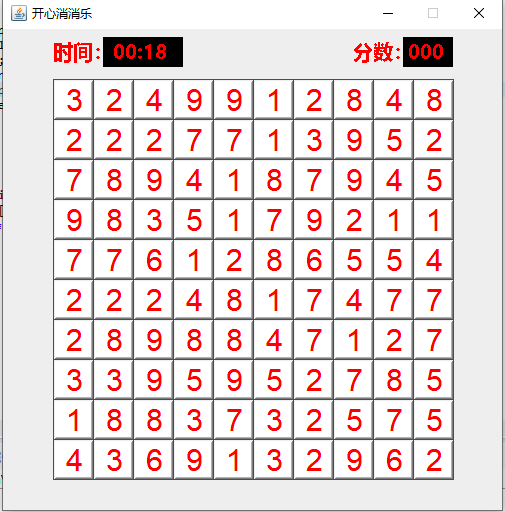 开心消消乐
时间: 00:18 分数: 000
3 2 4 9 9 1 2 8 4 8
2 2 2 7 7 1 3 9 5 2
7 8 9 4 1 8 7 9 4 5
9 8 3 5 1 7 9 2 1 1
7 7 6 1 2 8 6 5 5 4
2 2 2 4 8 1 7 4 7 7
2 8 9 8 8 4 7 1 2 7
3 3 9 5 9 5 2 7 8 5
1 8 8 3 7 3 2 5 7 5
4 3 6 9 1 3 2 9 6 2